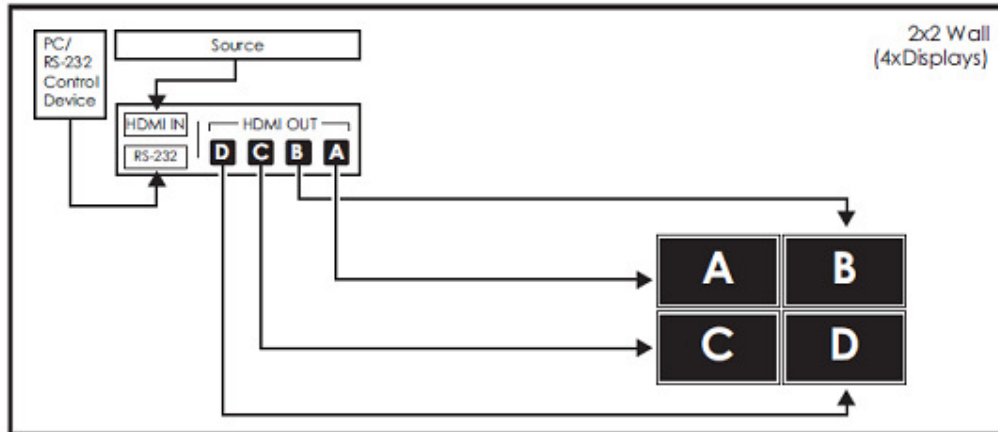 2x2 Wall
(4xDisplays)
PC/
RS-232
Control
Device
Source
HDMI IN
HDMI OUT
RS-232
D C B A
A B
C D